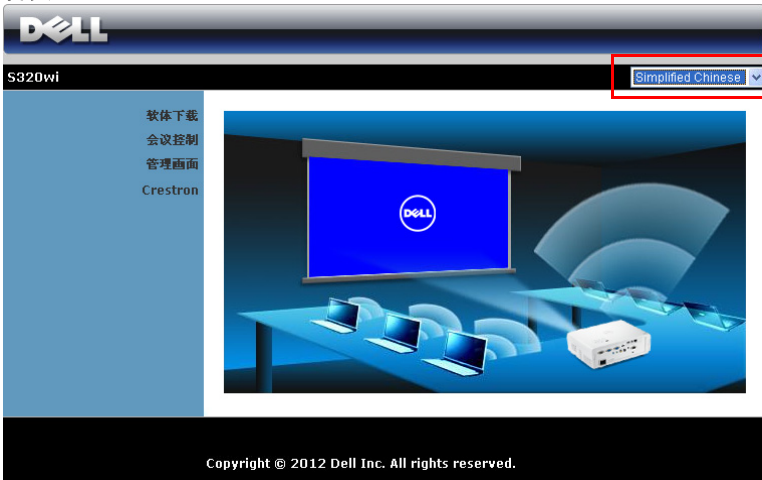 DELL
S320wi
Simplified Chinese
软体下载
会议控制
管理画面
Crestron
DELL
Copyright © 2012 Dell Inc. All rights reserved.